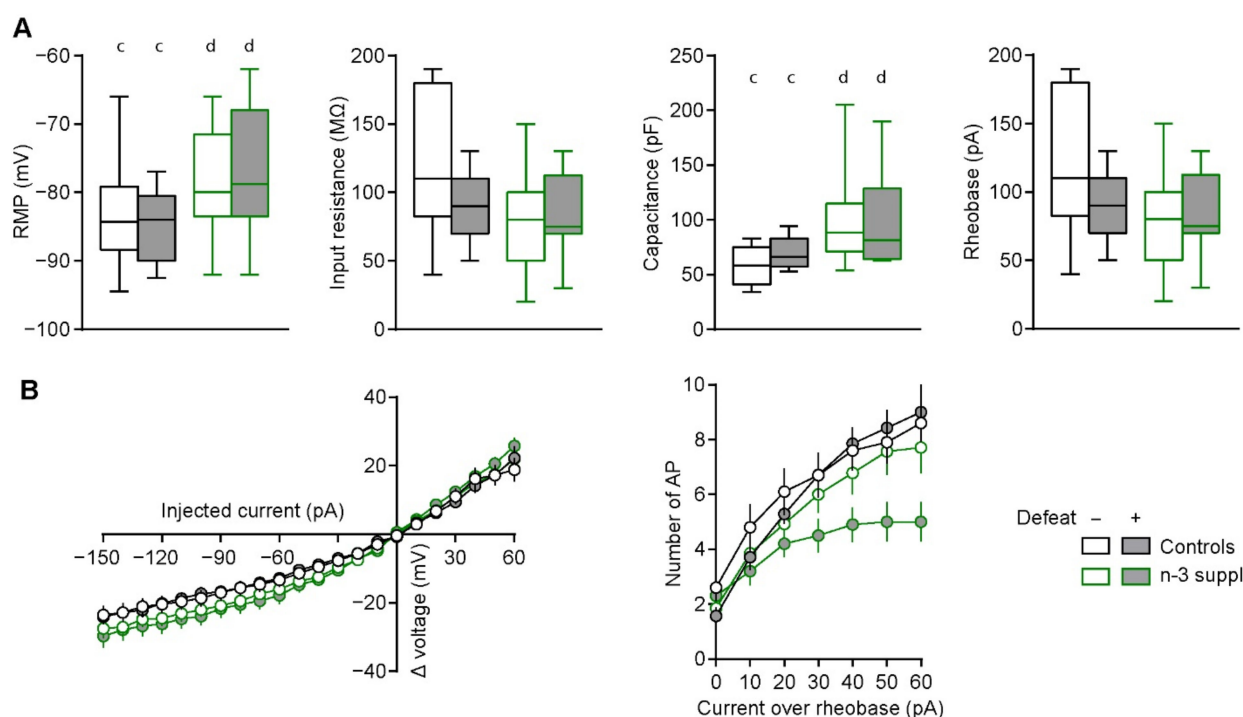 A
c c d d
−60
−70
−80
−90
−100
RMP (mV)
200
150
100
50
0
Input resistance (MΩ)
c c d d
250
200
150
100
50
0
Capacitance (pF)
200
150
100
50
0
Rheobase (pA)
B
40
20
−20
−40
Injected current (pA)
−150 −120 −90 −60 30 60
Δ voltage (mV)
10
8
6
4
2
0
Number of AP
0 10 20 30 40 50 60
Current over rheobase (pA)
Defeat − +
Controls
n-3 suppl